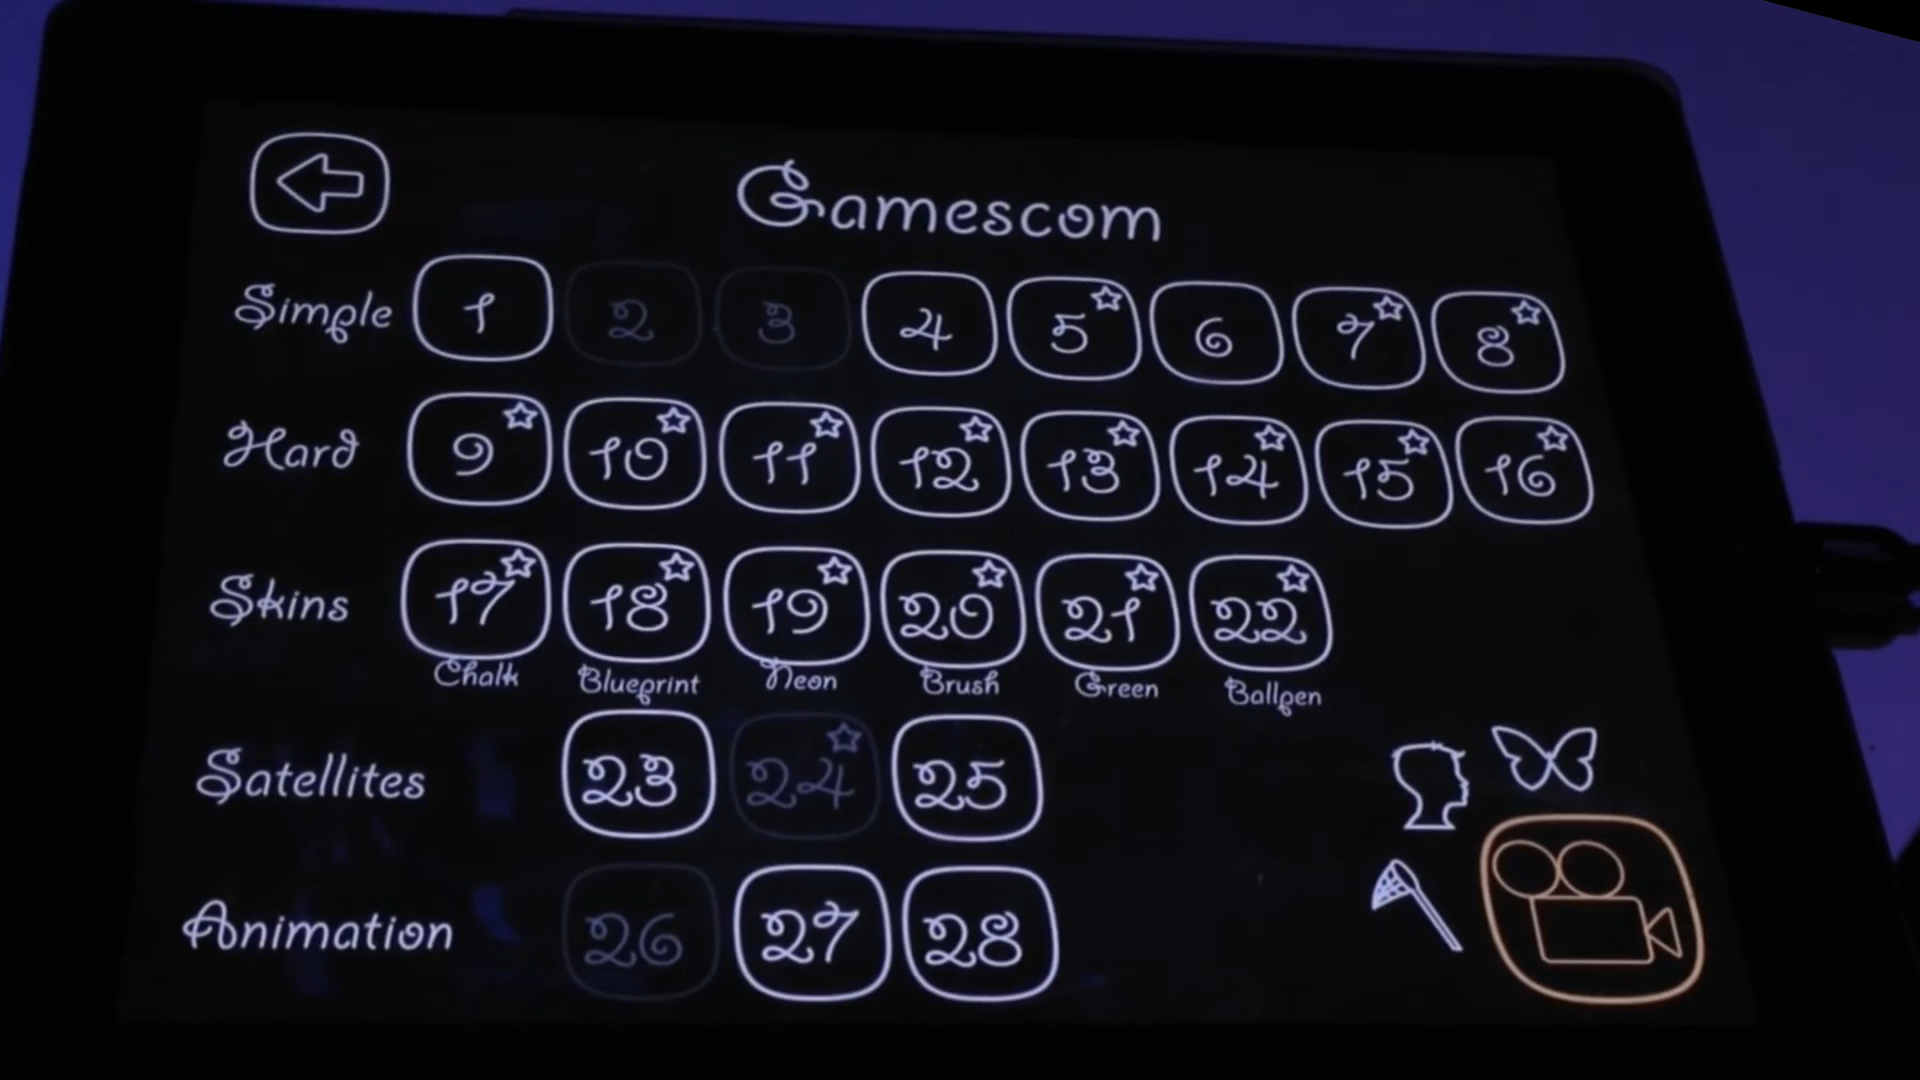 Gamescom
Simple 1 2 3 4 5 6 7 8
Hard 9 10 11 12 13 14 15 16
Skins 17 18 19 20 21 22
Chalk Blueprint Neon Brush Green Ballpen
Satellites 23 24 25
Animation 26 27 28